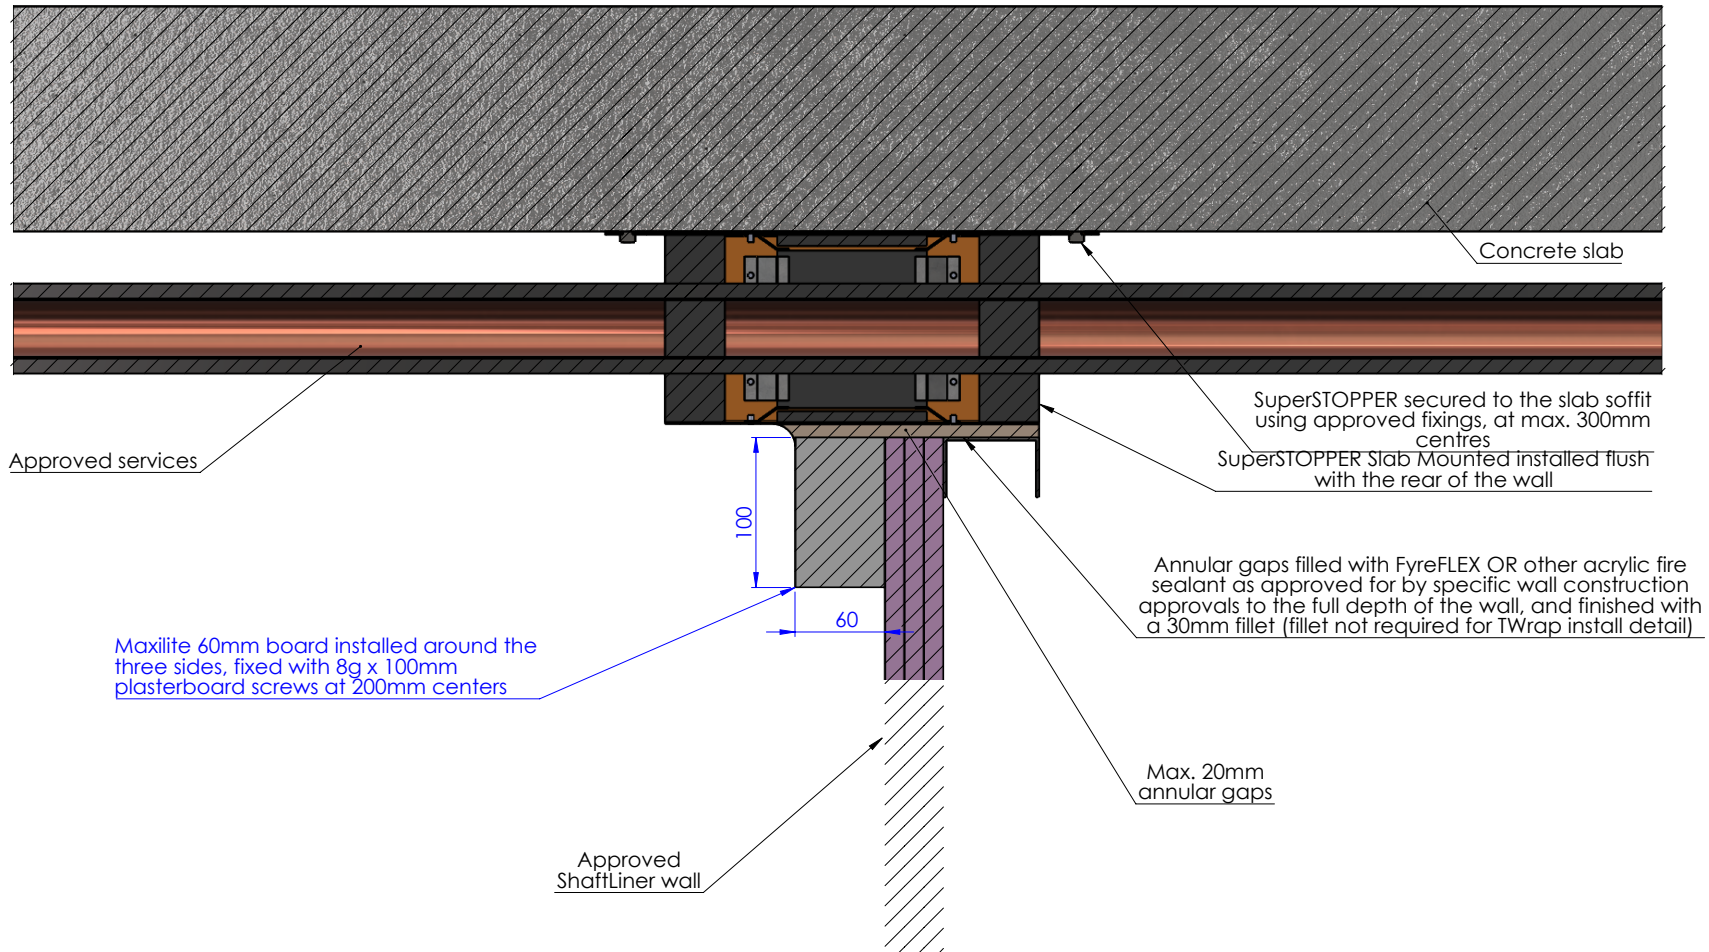 Concrete slab
SuperSTOPPER secured to the slab soffit
using approved fixings, at max. 300mm
centres
SuperSTOPPER Slab Mounted installed flush
with the rear of the wall
Approved services
100
60
Annular gaps filled with FyreFLEX OR other acrylic fire
sealant as approved for by specific wall construction
approvals to the full depth of the wall, and finished with
a 30mm fillet (fillet not required for TWrap install detail)
Maxilite 60mm board installed around the
three sides, fixed with 8g x 100mm
plasterboard screws at 200mm centers
Max. 20mm
annular gaps
Approved
ShaftLiner wall